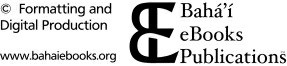 © Formatting and
Digital Production
www.bahaiebooks.org
Bahá’í
eBooks
Publications